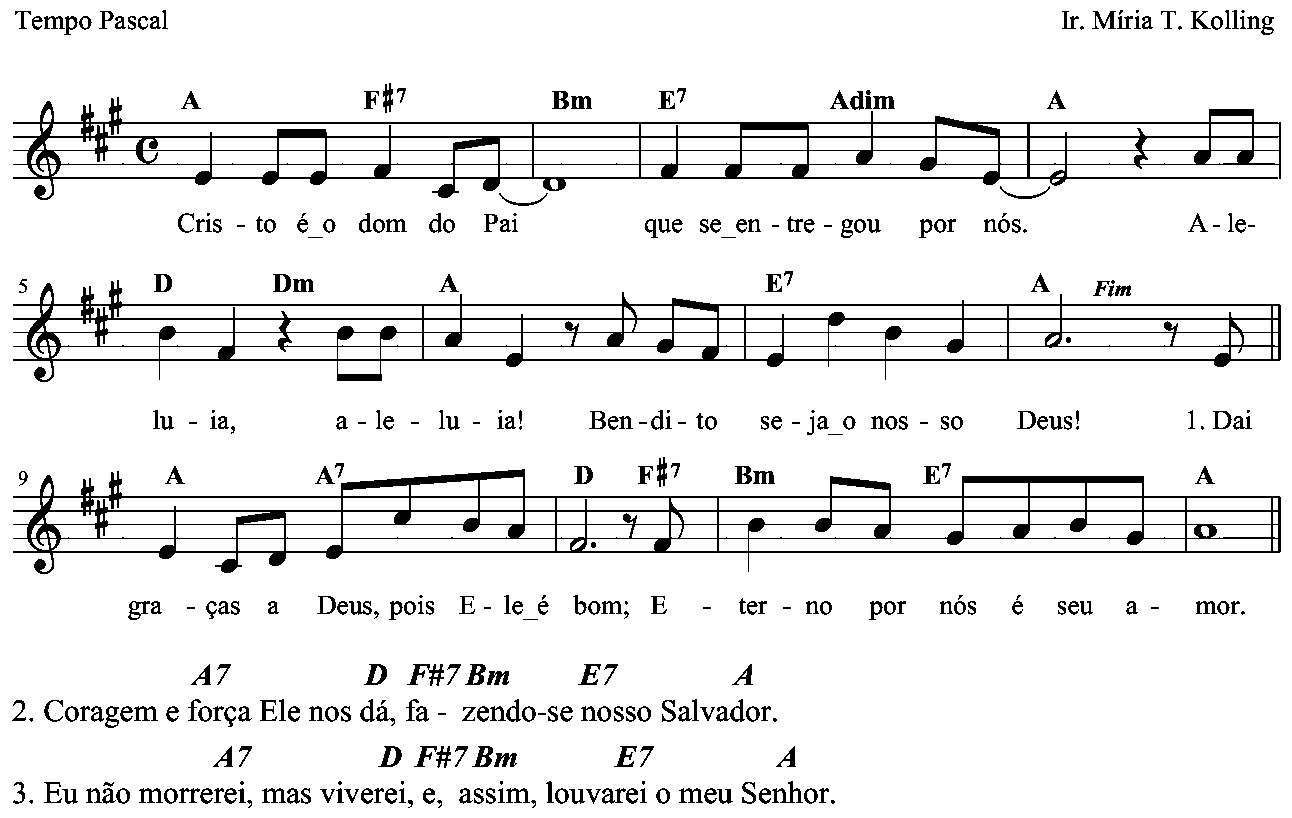 Tempo Pascal Ir. Míria T. Kolling
A F#7 Bm E7 Adim A
Cris - to é_o dom do Pai que se_en - tre - gou por nós. A - le-
5 D Dm A E7 A Fim
lu - ia, a - le - lu - ia! Ben - di - to se - ja_o nos - so Deus! 1. Dai
9 A A7 D F#7 Bm E7 A
gra - ças a Deus, pois E - le_é bom; E - ter - no por nós é seu a - mor.
A7 D F#7 Bm E7 A
2. Coragem e força Ele nos dá, fa - zendo-se nosso Salvador.
A7 D F#7 Bm E7 A
3. Eu não morrerei, mas viverei, e, assim, louvarei o meu Senhor.